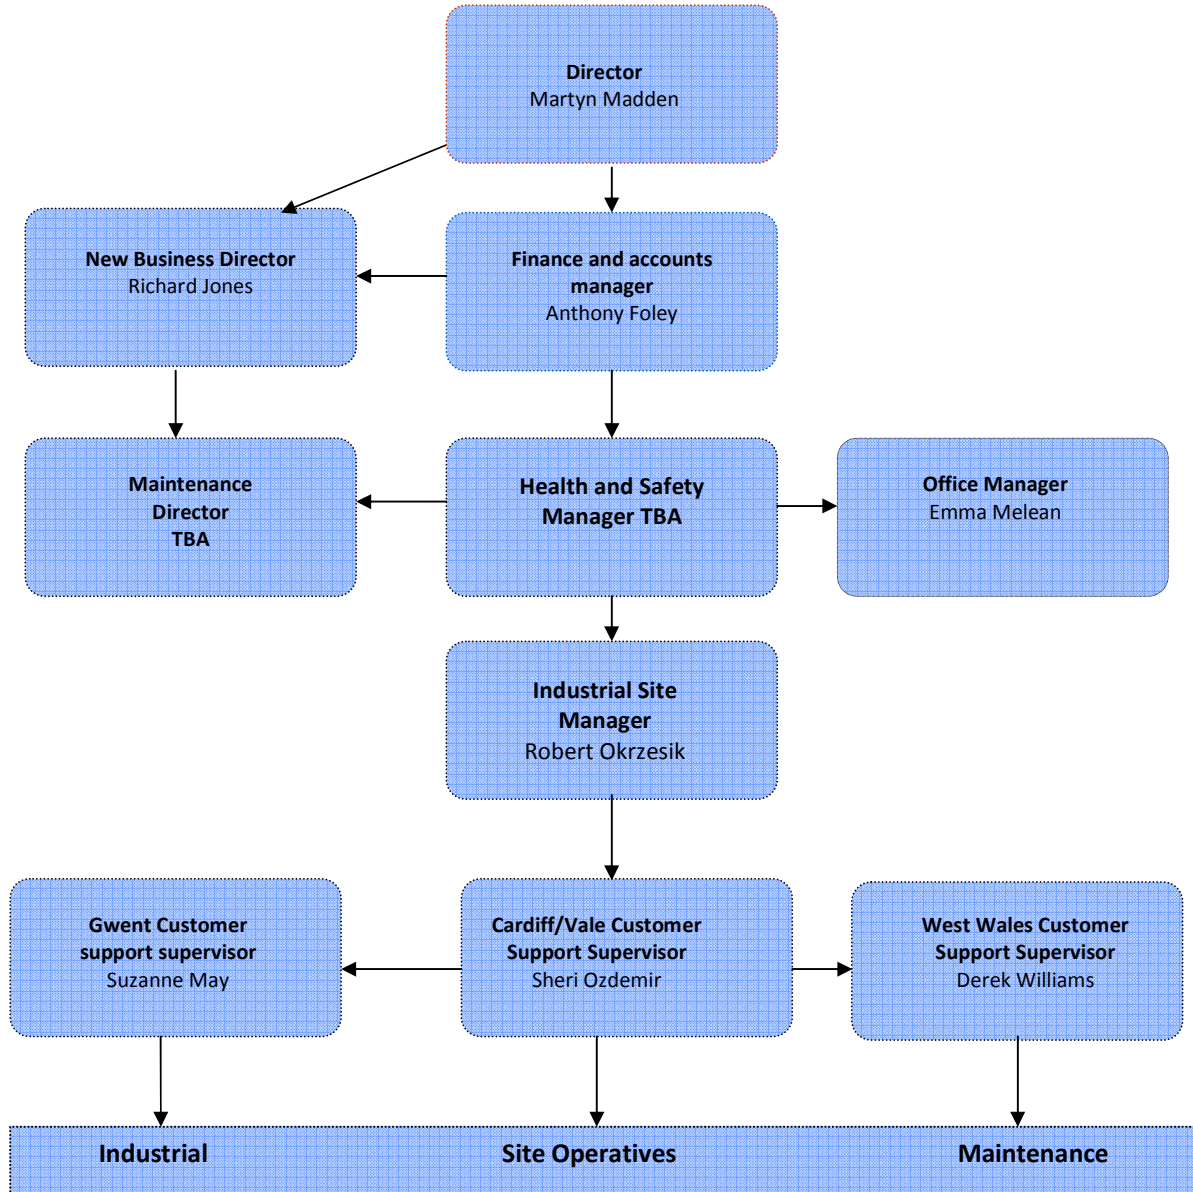 Director
Martyn Madden
New Business Director
Richard Jones
Finance and accounts
manager
Anthony Foley
Maintenance
Director
TBA
Health and Safety
Manager TBA
Office Manager
Emma Melean
Industrial Site
Manager
Robert Okrzesik
Gwent Customer
support supervisor
Suzanne May
Cardiff/Vale Customer
Support Supervisor
Sheri Ozdemir
West Wales Customer
Support Supervisor
Derek Williams
Industrial
Site Operatives
Maintenance